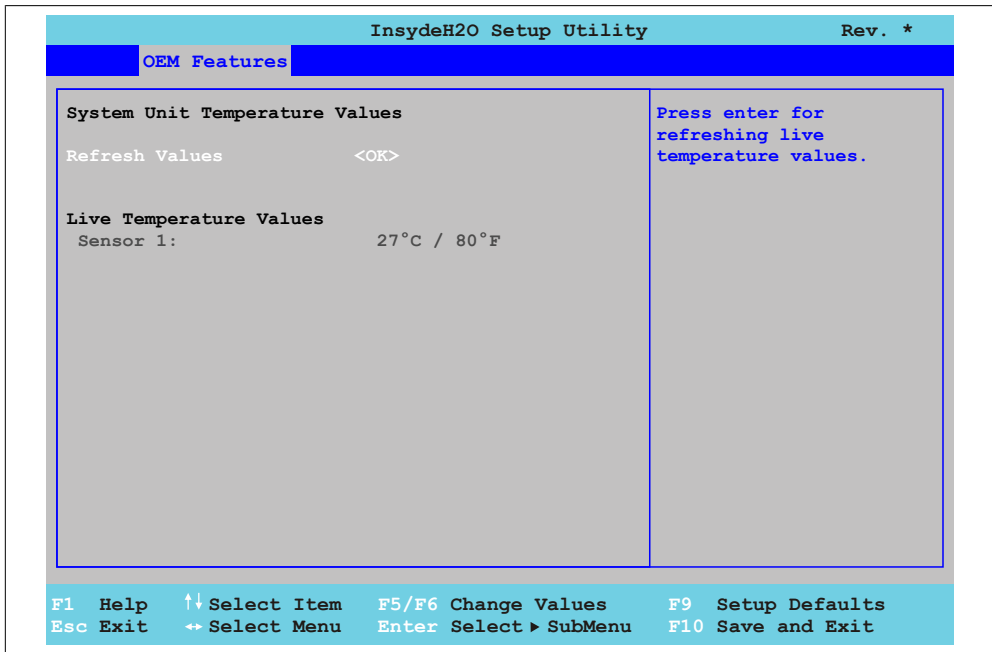 InsydeH2O Setup Utility Rev. *
OEM Features
System Unit Temperature Values
Refresh Values <OK>
Live Temperature Values
Sensor 1: 27°C / 80°F
Press enter for
refreshing live
temperature values.
F1 Help ↑↓ Select Item F5/F6 Change Values F9 Setup Defaults
Esc Exit ↔ Select Menu Enter Select ▶ SubMenu F10 Save and Exit